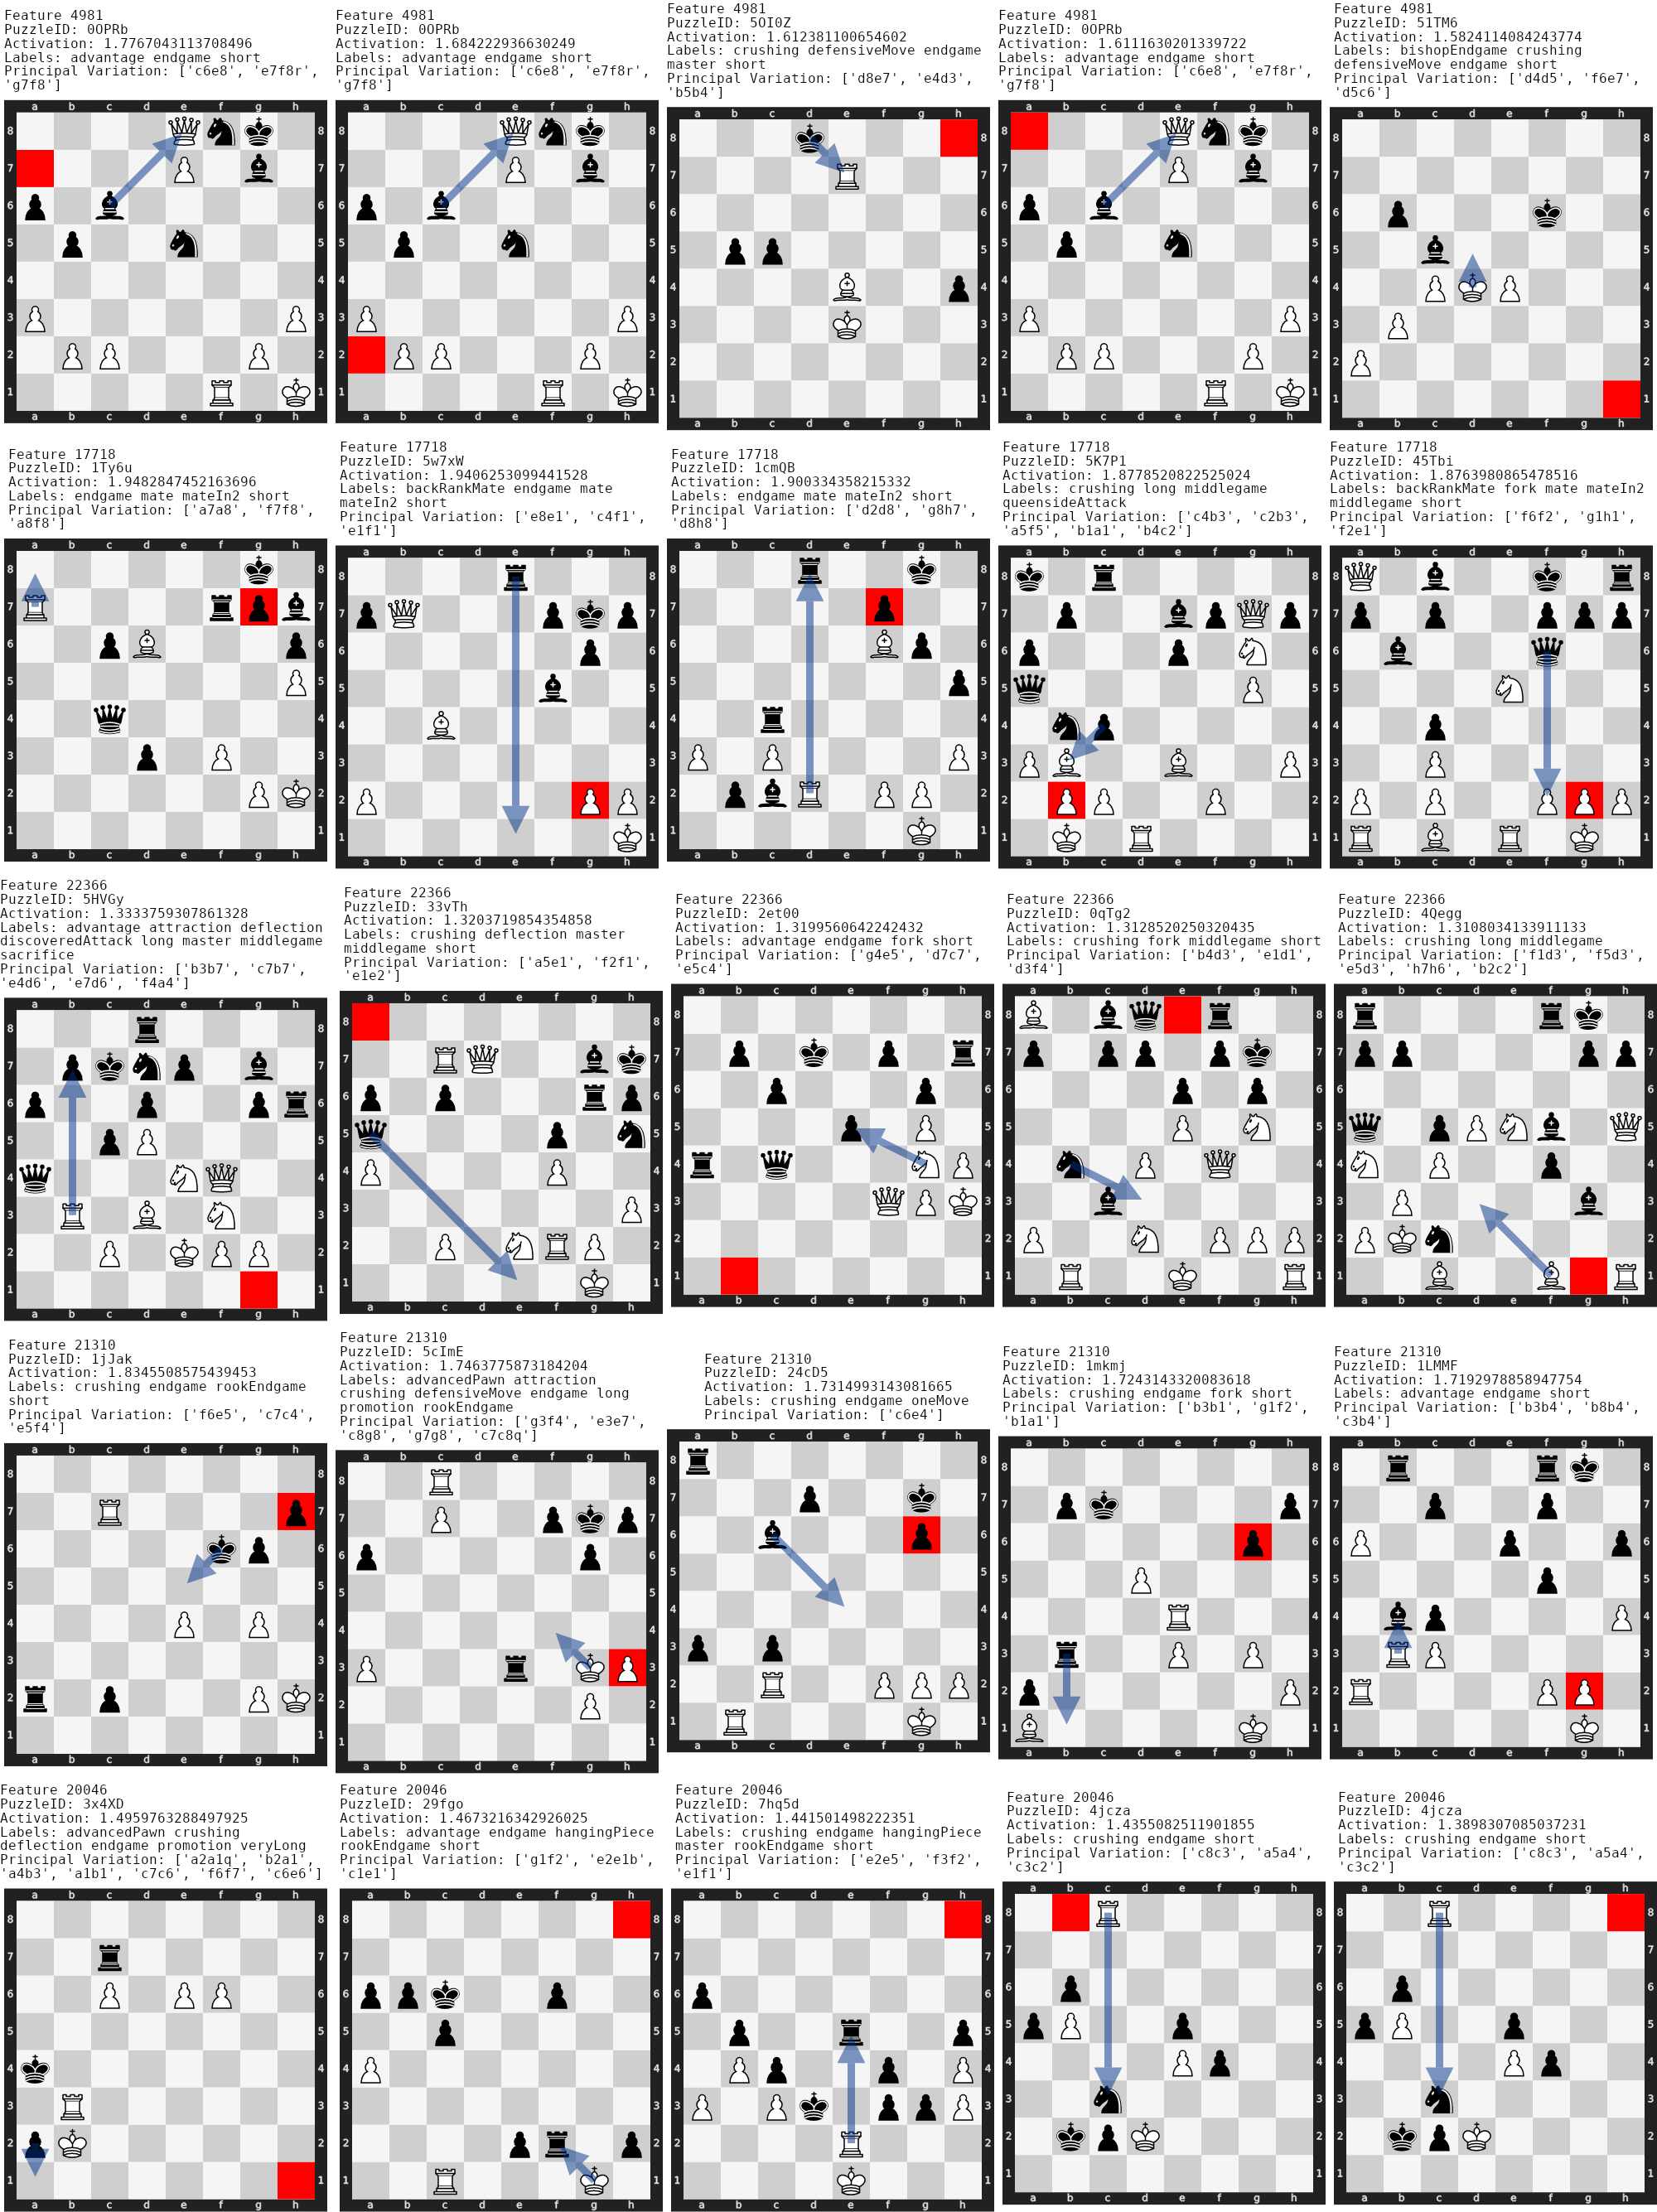 Feature 4981
PuzzleID: 0OPRb
Activation: 1.7767043113708496
Labels: advantage endgame short
Principal Variation: ['c6e8', 'e7f8r',
'g7f8']
Feature 4981
PuzzleID: 0OPRb
Activation: 1.684222936630249
Labels: advantage endgame short
Principal Variation: ['c6e8', 'e7f8r',
'g7f8']
Feature 4981
PuzzleID: 5OI0Z
Activation: 1.612381100654602
Labels: crushing defensiveMove endgame
master short
Principal Variation: ['d8e7', 'e4d3',
'b5b4']
Feature 4981
PuzzleID: 0OPRb
Activation: 1.6111630201339722
Labels: advantage endgame short
Principal Variation: ['c6e8', 'e7f8r',
'g7f8']
Feature 4981
PuzzleID: 51TM6
Activation: 1.5824114084243774
Labels: bishopEndgame crushing
defensiveMove endgame short
Principal Variation: ['d4d5', 'f6e7',
'd5c6']
Feature 17718
PuzzleID: 1Ty6u
Activation: 1.9482847452163696
Labels: endgame mate mateIn2 short
Principal Variation: ['a7a8', 'f7f8',
'a8f8']
Feature 17718
PuzzleID: 5w7xW
Activation: 1.9406253099441528
Labels: backRankMate endgame mate
mateIn2 short
Principal Variation: ['e8e1', 'c4f1',
'e1f1']
Feature 17718
PuzzleID: 1cmQB
Activation: 1.900334358215332
Labels: endgame mate mateIn2 short
Principal Variation: ['d2d8', 'g8h7',
'd8h8']
Feature 17718
PuzzleID: 5K7P1
Activation: 1.8778520822525024
Labels: crushing long middlegame
queensideAttack
Principal Variation: ['c4b3', 'c2b3',
'a5f5', 'b1a1', 'b4c2']
Feature 17718
PuzzleID: 45Tbi
Activation: 1.8763980865478516
Labels: backRankMate fork mate mateIn2
middlegame short
Principal Variation: ['f6f2', 'g1h1',
'f2e1']
Feature 22366
PuzzleID: 5HVGy
Activation: 1.3333759307861328
Labels: advantage attraction deflection
discoveredAttack long master middlegame
sacrifice
Principal Variation: ['b3b7', 'c7b7',
'e4d6', 'e7d6', 'f4a4']
Feature 22366
PuzzleID: 33vTh
Activation: 1.3203719854354858
Labels: crushing deflection master
middlegame short
Principal Variation: ['a5e1', 'f2f1',
'e1e2']
Feature 22366
PuzzleID: 2et00
Activation: 1.3199560642242432
Labels: advantage endgame fork short
Principal Variation: ['g4e5', 'd7c7',
'e5c4']
Feature 22366
PuzzleID: 0qTg2
Activation: 1.3128520250320435
Labels: crushing fork middlegame short
Principal Variation: ['b4d3', 'e1d1',
'd3f4']
Feature 22366
PuzzleID: 4Qegg
Activation: 1.3108034133911133
Labels: crushing long middlegame
Principal Variation: ['f1d3', 'f5d3',
'e5d3', 'h7h6', 'b2c2']
Feature 21310
PuzzleID: 1jJak
Activation: 1.8345508575439453
Labels: crushing endgame rookEndgame
short
Principal Variation: ['f6e5', 'c7c4',
'e5f4']
Feature 21310
PuzzleID: 5cImE
Activation: 1.7463775873184204
Labels: advancedPawn attraction
crushing defensiveMove endgame long
promotion rookEndgame
Principal Variation: ['g3f4', 'e3e7',
'c8g8', 'g7g8', 'c7c8q']
Feature 21310
PuzzleID: 24cD5
Activation: 1.7314993143081665
Labels: crushing endgame oneMove
Principal Variation: ['c6e4']
Feature 21310
PuzzleID: 1mkmj
Activation: 1.7243143320083618
Labels: crushing endgame fork short
Principal Variation: ['b3b1', 'g1f2',
'b1a1']
Feature 21310
PuzzleID: 1LMMF
Activation: 1.7192978858947754
Labels: advantage endgame short
Principal Variation: ['b3b4', 'b8b4',
'c3b4']
Feature 20046
PuzzleID: 3x4XD
Activation: 1.4959763288497925
Labels: advancedPawn crushing
deflection endgame promotion veryLong
Principal Variation: ['a2a1q', 'b2a1',
'a4b3', 'a1b1', 'c7c6', 'f6f7', 'c6e6']
Feature 20046
PuzzleID: 29fgo
Activation: 1.4673216342926025
Labels: advantage endgame hangingPiece
rookEndgame short
Principal Variation: ['g1f2', 'e2e1b',
'c1e1']
Feature 20046
PuzzleID: 7hq5d
Activation: 1.441501498222351
Labels: crushing endgame hangingPiece
master rookEndgame short
Principal Variation: ['e2e5', 'f3f2',
'e1f1']
Feature 20046
PuzzleID: 4jcza
Activation: 1.4355082511901855
Labels: crushing endgame short
Principal Variation: ['c8c3', 'a5a4',
'c3c2']
Feature 20046
PuzzleID: 4jcza
Activation: 1.3898307085037231
Labels: crushing endgame short
Principal Variation: ['c8c3', 'a5a4',
'c3c2']